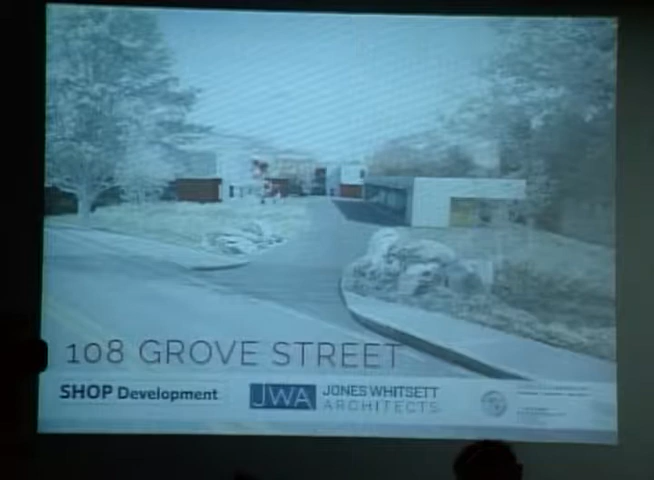 108 GROVE STREET
SHOP Development
JWA JONES WHITSETT
ARCHITECTS